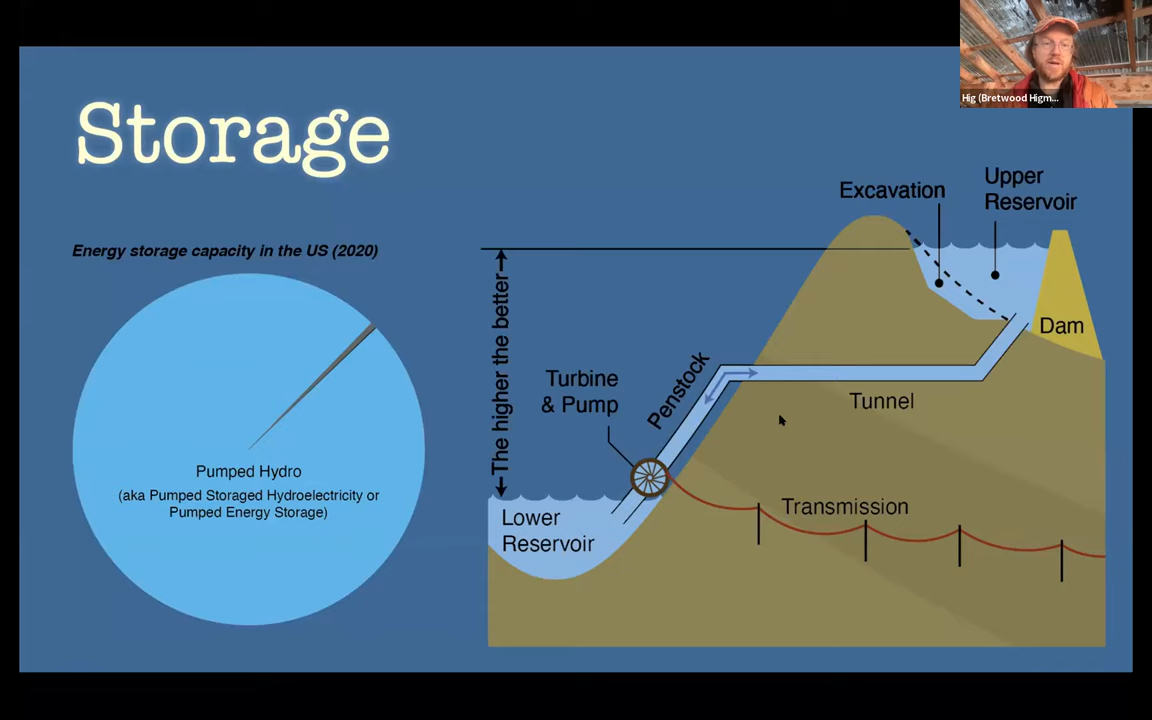 Hig (Bretwood Higm...
Storage
Energy storage capacity in the US (2020)
Pumped Hydro
(aka Pumped Storaged Hydroelectricity or
Pumped Energy Storage)
Excavation
Upper
Reservoir
The higher the better
Turbine
& Pump
Penstock
Dam
Tunnel
Transmission
Lower
Reservoir